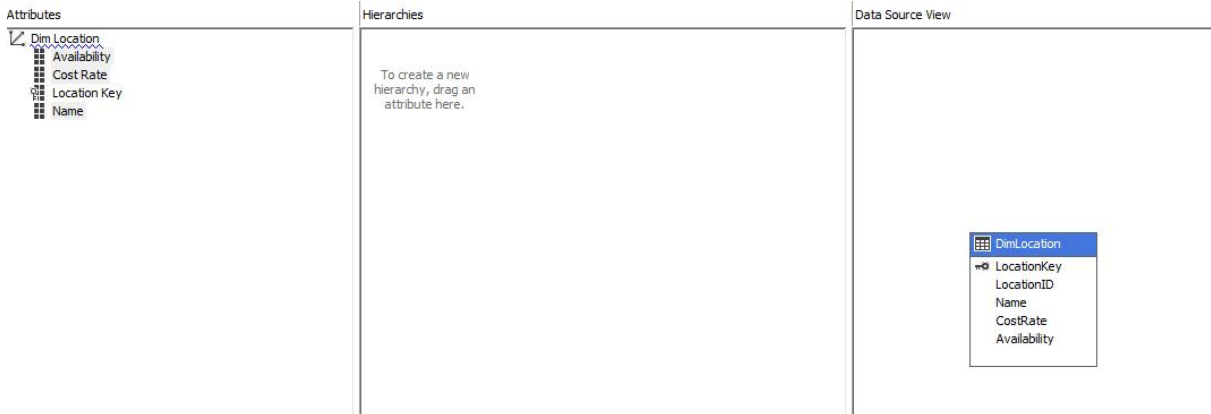 Attributes
Dim Location
Availability
Cost Rate
Location Key
Name
Hierarchies
To create a new
hierarchy, drag an
attribute here.
Data Source View
DimLocation
LocationKey
LocationID
Name
CostRate
Availability